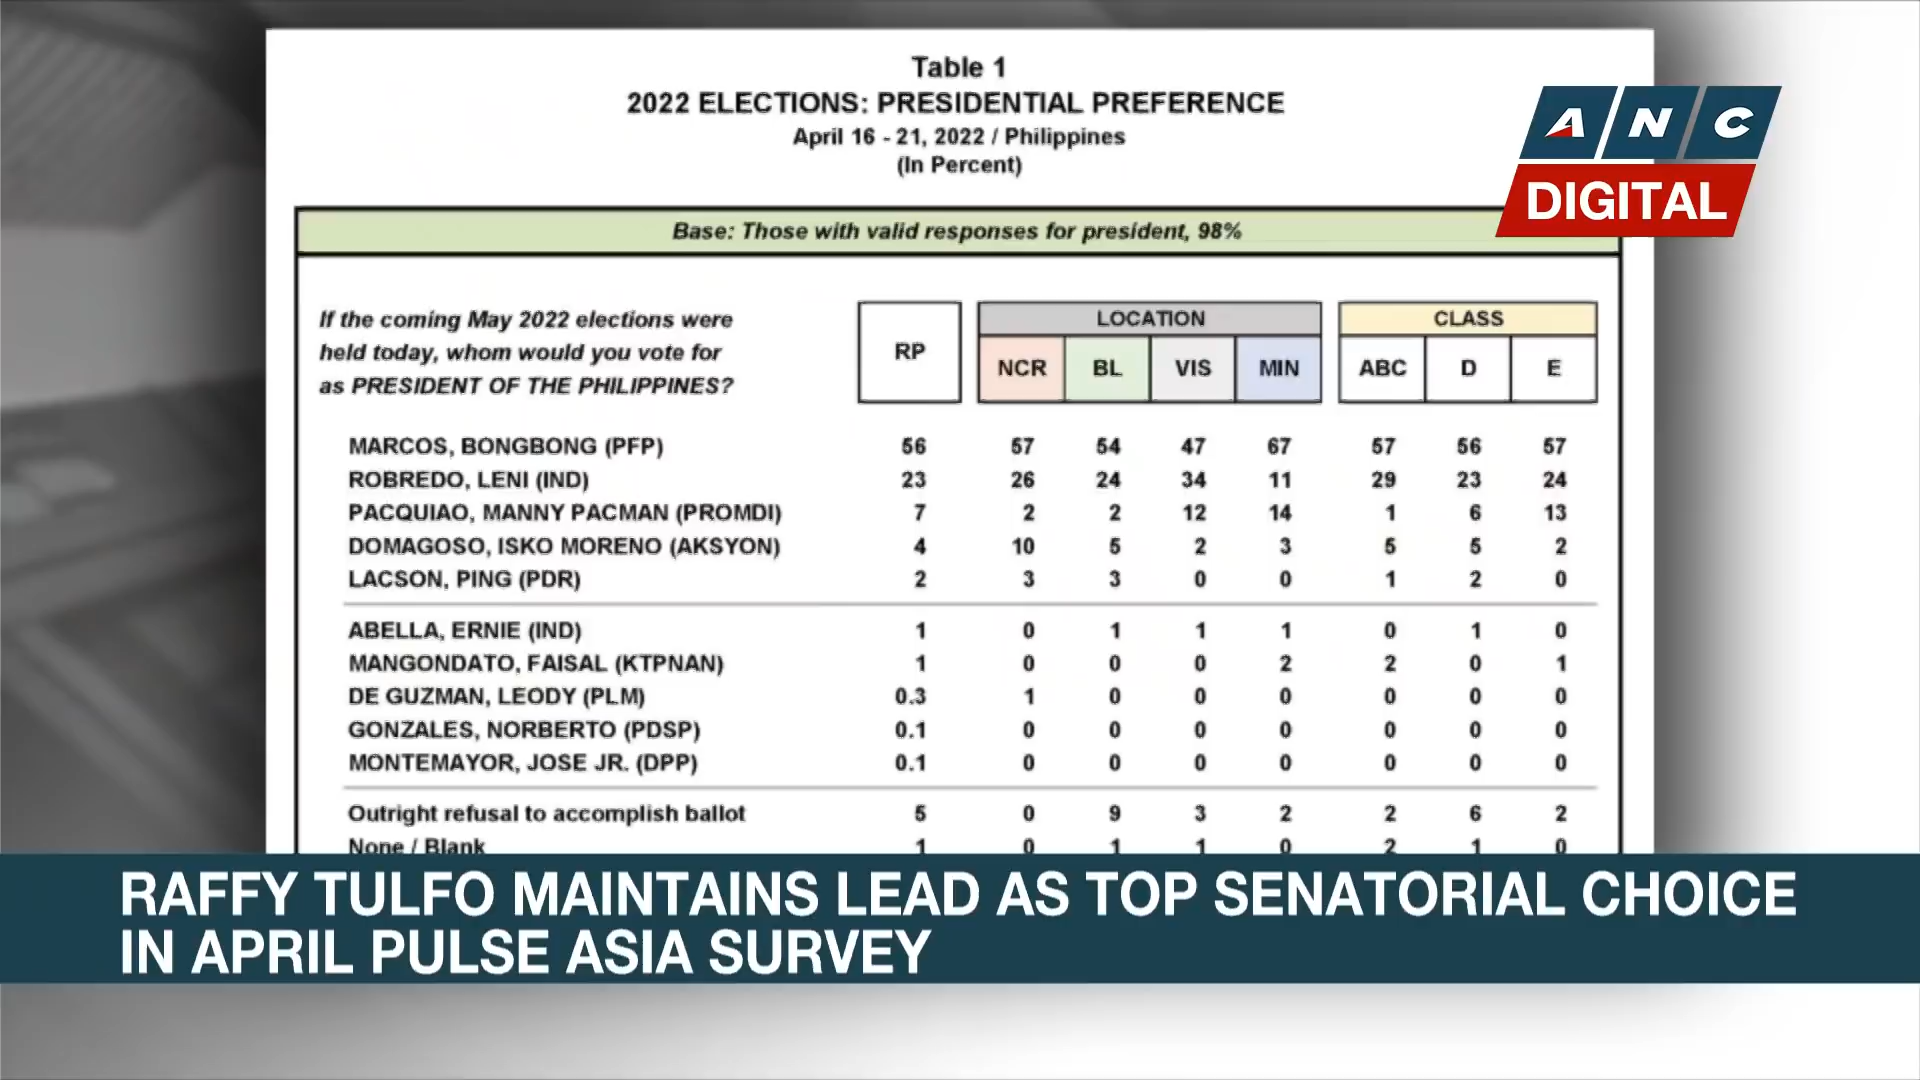 Table 1
2022 ELECTIONS: PRESIDENTIAL PREFERENCE
April 16 - 21, 2022 / Philippines
(In Percent)
ANC
DIGITAL
Base: Those with valid responses for president, 98%
If the coming May 2022 elections were
held today, whom would you vote for
as PRESIDENT OF THE PHILIPPINES?
RP
LOCATION
CLASS
NCR BL VIS MIN ABC D E
MARCOS, BONGBONG (PFP) 56 57 54 47 67 57 56 57
ROBREDO, LENI (IND) 23 26 24 34 11 29 23 24
PACQUIAO, MANNY PACMAN (PROMDI) 7 2 2 12 14 1 6 13
DOMAGOSO, ISKO MORENO (AKSYON) 4 10 5 2 3 5 5 2
LACSON, PING (PDR) 2 3 3 0 0 1 2 0
ABELLA, ERNIE (IND) 1 0 1 1 1 0 1 0
MANGONDATO, FAISAL (KTPNAN) 1 0 0 0 2 2 0 1
DE GUZMAN, LEODY (PLM) 0.3 1 0 0 0 0 0 0
GONZALES, NORBERTO (PDSP) 0.1 0 0 0 0 0 0 0
MONTEMAYOR, JOSE JR. (DPP) 0.1 0 0 0 0 0 0 0
Outright refusal to accomplish ballot 5 0 9 3 2 2 6 2
None / Blank 1 0 1 1 0 2 1 0
RAFFY TULFO MAINTAINS LEAD AS TOP SENATORIAL CHOICE
IN APRIL PULSE ASIA SURVEY